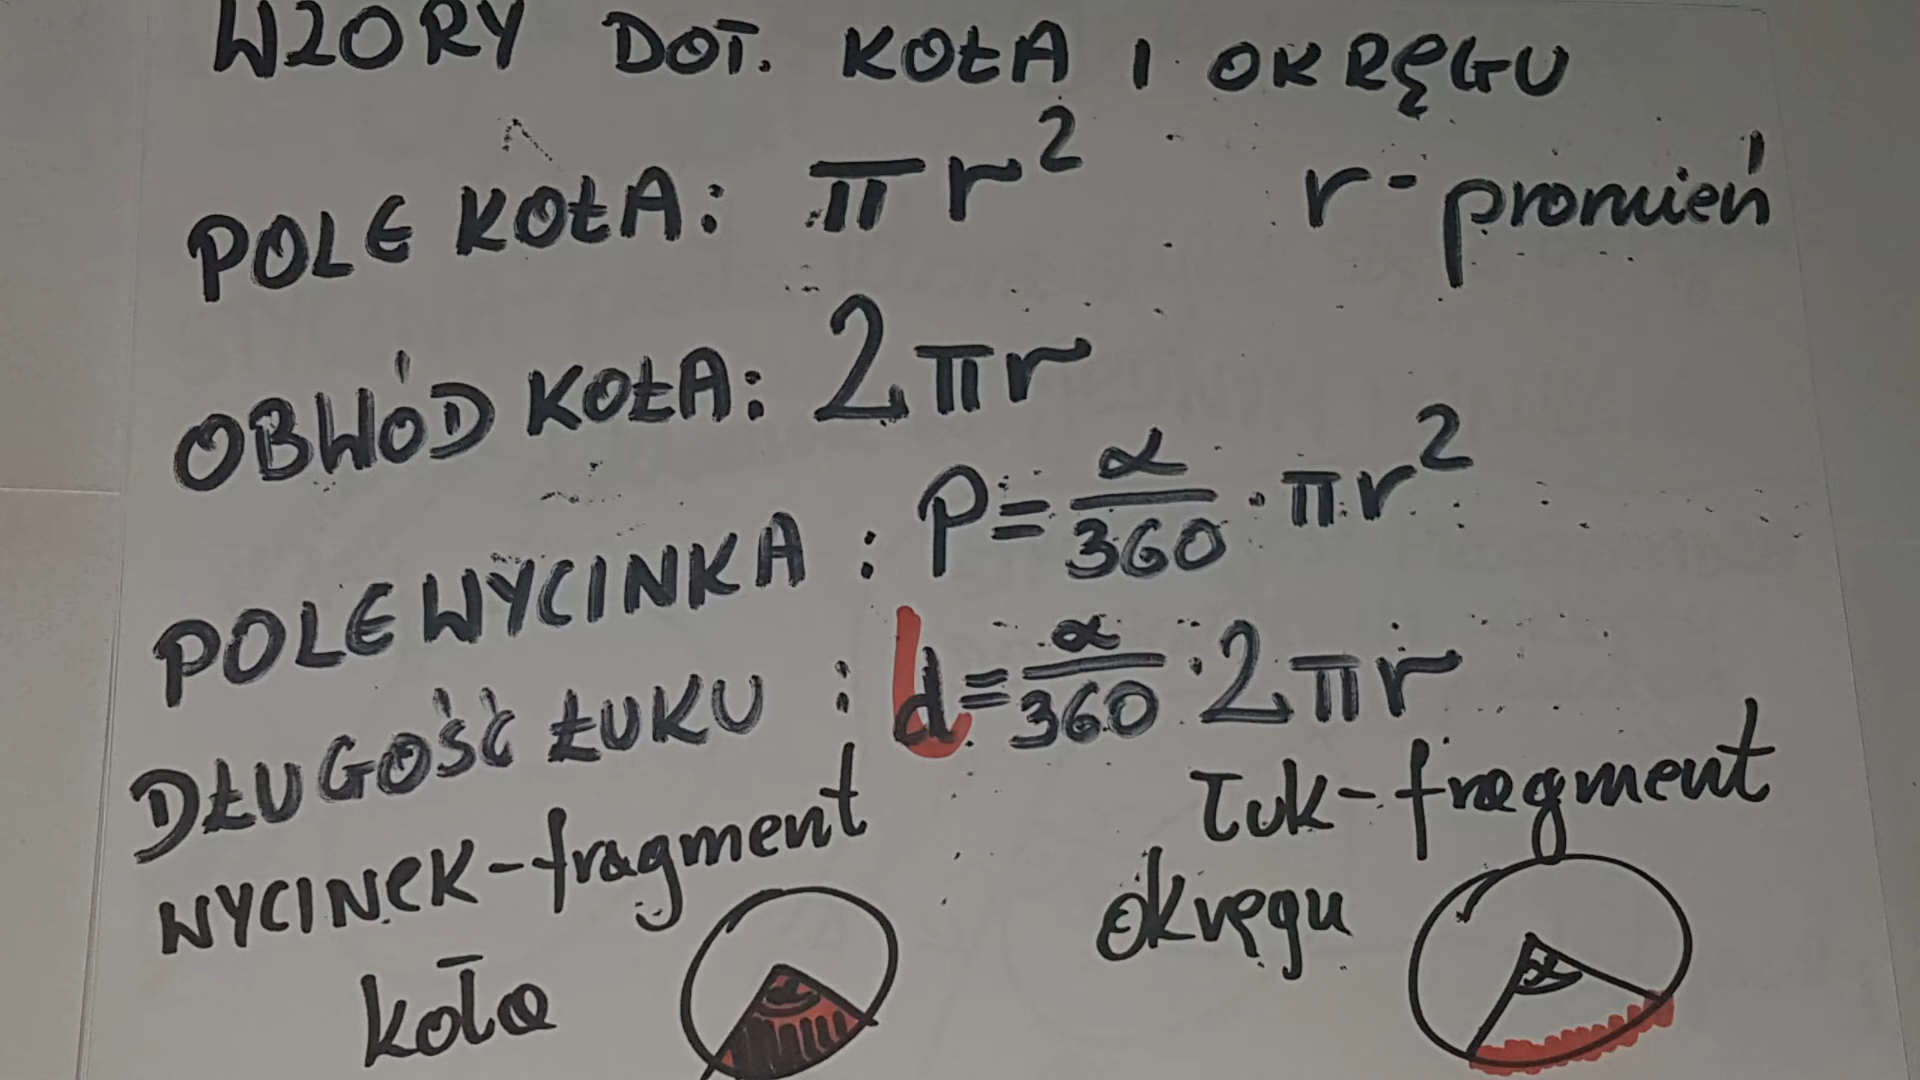 WZORY DOT. KOŁA I OKRĘGU
POLE KOŁA: πr² r - promień
OBWÓD KOŁA: 2πr
POLE WYCINKA : P = α/360 · πr²
DŁUGOŚĆ ŁUKU : d = α/360 · 2πr
WYCINEK - fragment koła
Łuk - fragment okręgu
α
α